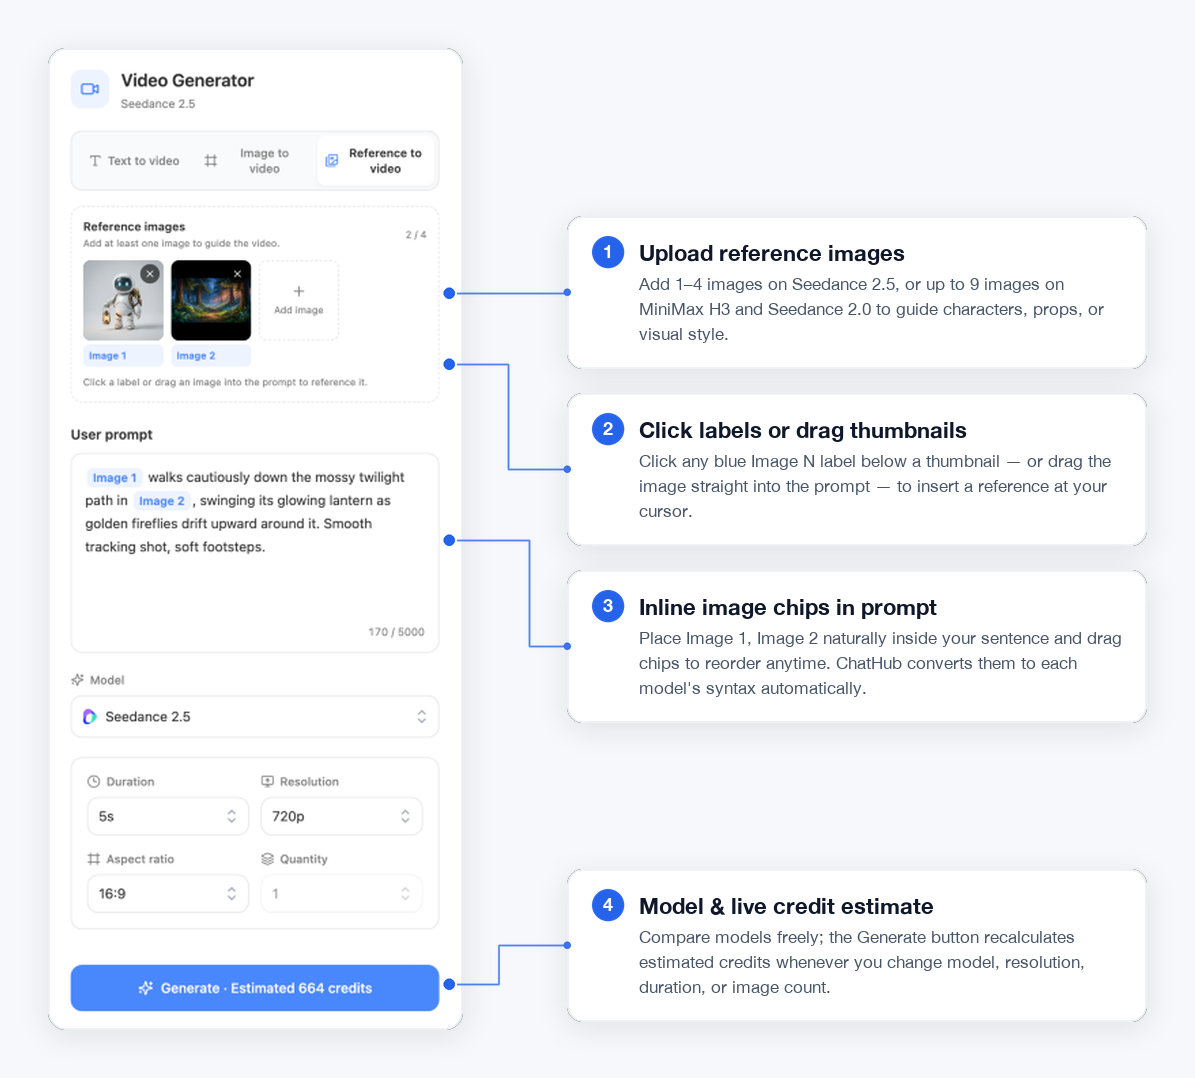 Video Generator
Seedance 2.5
Text to video
Image to
video
Reference to
video
Reference images
Add at least one image to guide the video.
2 / 4
Add image
Image 1
Image 2
Click a label or drag an image into the prompt to reference it.
User prompt
Image 1 walks cautiously down the mossy twilight
path in Image 2 , swinging its glowing lantern as
golden fireflies drift upward around it. Smooth
tracking shot, soft footsteps.
170 / 5000
Model
Seedance 2.5
Duration
Resolution
5s
720p
Aspect ratio
Quantity
16:9
1
Generate · Estimated 664 credits
1
Upload reference images
Add 1–4 images on Seedance 2.5, or up to 9 images on
MiniMax H3 and Seedance 2.0 to guide characters, props, or
visual style.
2
Click labels or drag thumbnails
Click any blue Image N label below a thumbnail — or drag the
image straight into the prompt — to insert a reference at your
cursor.
3
Inline image chips in prompt
Place Image 1, Image 2 naturally inside your sentence and drag
chips to reorder anytime. ChatHub converts them to each
model's syntax automatically.
4
Model & live credit estimate
Compare models freely; the Generate button recalculates
estimated credits whenever you change model, resolution,
duration, or image count.